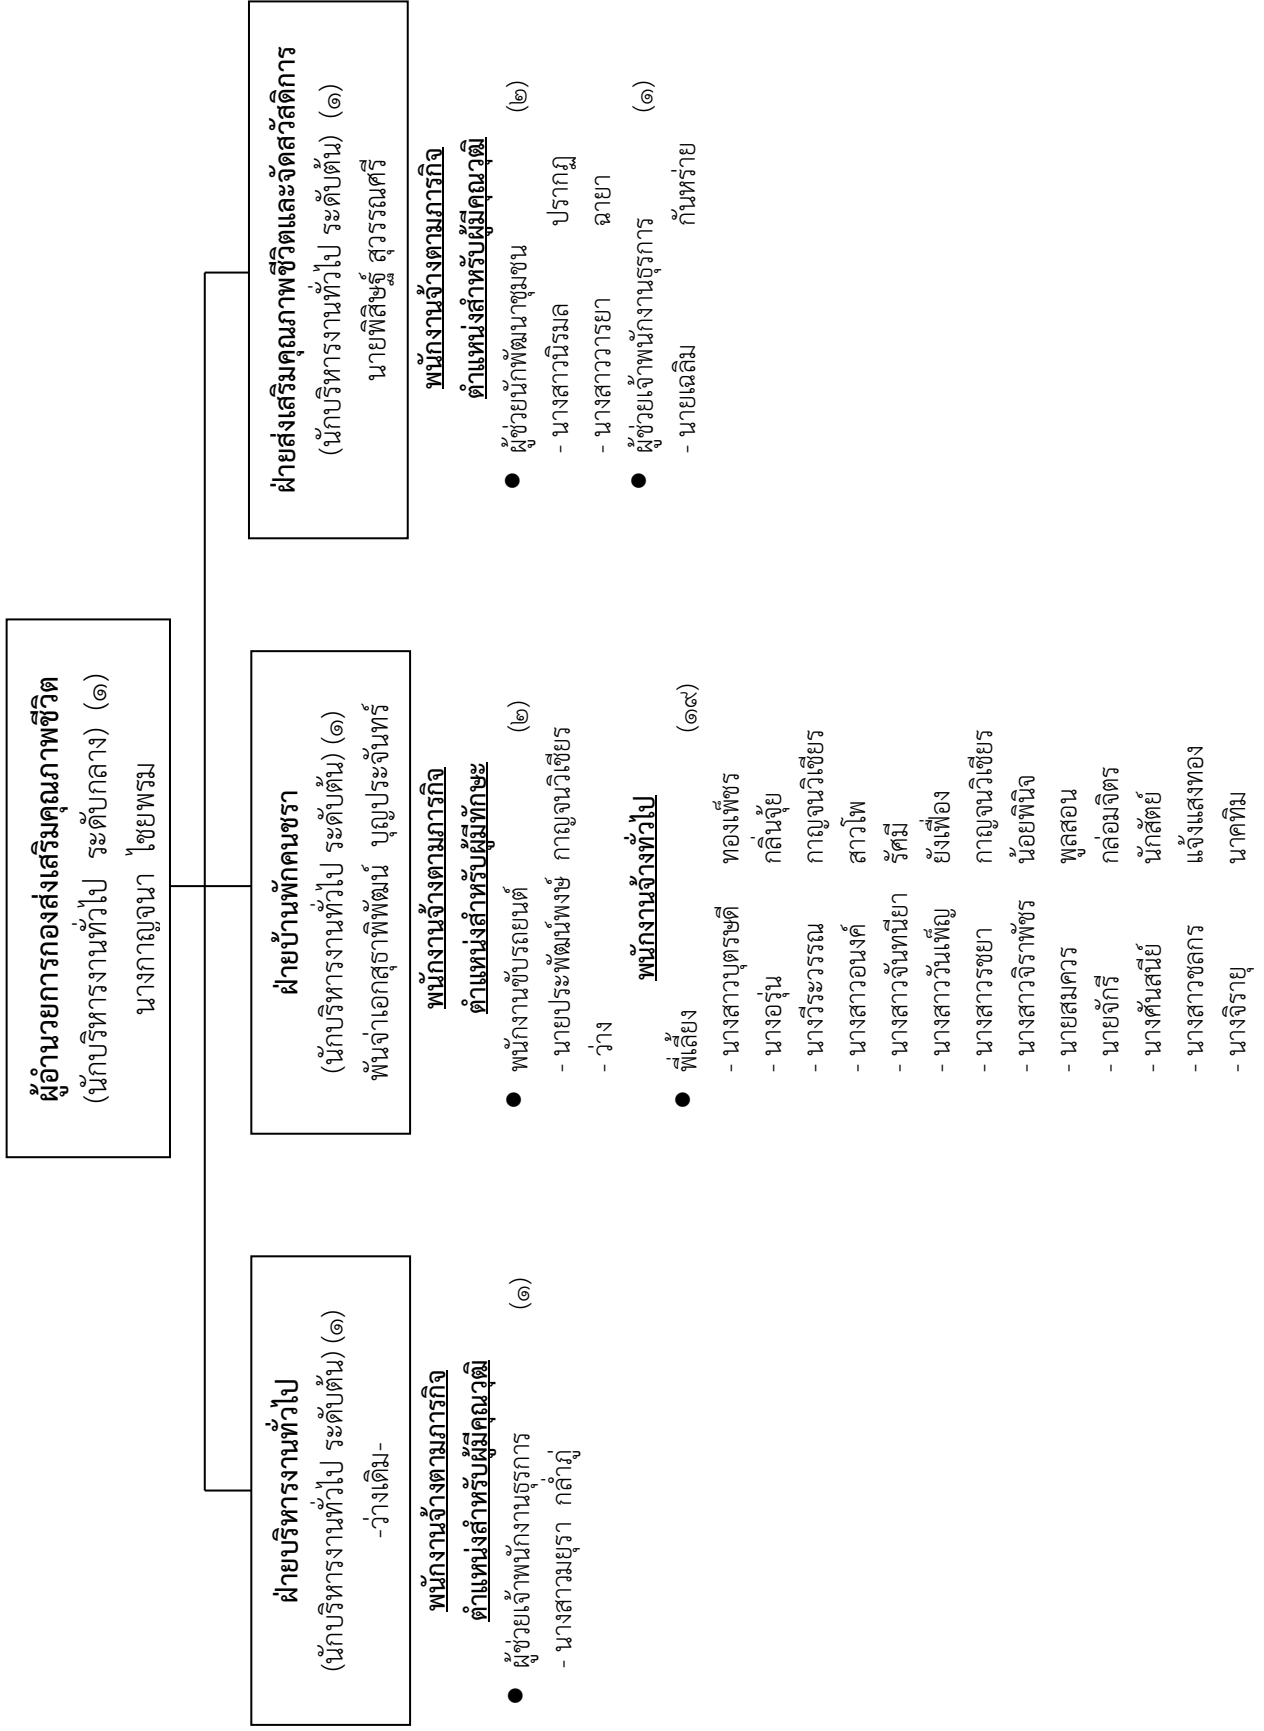 ผู้อำนวยการกองส่งเสริมคุณภาพชีวิต
(นักบริหารงานทั่วไป ระดับกลาง) (๑)
นางกาญจนา ไชยพรม
ฝ่ายบริหารงานทั่วไป
(นักบริหารงานทั่วไป ระดับต้น) (๑)
-ว่างเดิม-
พนักงานจ้างตามภารกิจ
ตำแหน่งสำหรับผู้มีคุณวุฒิ
● ผู้ช่วยเจ้าพนักงานธุรการ (๑)
- นางสาวมยุรา กล่ำภู่
ฝ่ายบ้านพักคนชรา
(นักบริหารงานทั่วไป ระดับต้น) (๑)
พันจ่าเอกสุธาพิพัฒน์ บุญประจันทร์
พนักงานจ้างตามภารกิจ
ตำแหน่งสำหรับผู้มีทักษะ
● พนักงานขับรถยนต์ (๒)
- นายประพัฒน์พงษ์ กาญจนวิเชียร
- ว่าง
พนักงานจ้างทั่วไป
● พี่เลี้ยง (๑๙)
- นางสาวบุตรษดี ทองเพ็ชร
- นางอรุ่น กลิ่นจุ้ย
- นางวีระวรรณ กาญจนวิเชียร
- นางสาวอนงค์ สาวโพ
- นางสาวจันทนียา รัศมี
- นางสาววันเพ็ญ ยังเฟื่อง
- นางสาวรชยา กาญจนวิเชียร
- นางสาวจิราพัชร น้อยพินิจ
- นายสมควร พูลสอน
- นายจักรี กล่อมจิตร
- นางศันสนีย์ นักสัตย์
- นางสาวชลกร แจ้งแสงทอง
- นางจิรายุ นาคทิม
ฝ่ายส่งเสริมคุณภาพชีวิตและจัดสวัสดิการ
(นักบริหารงานทั่วไป ระดับต้น) (๑)
นายพิสิษฐ์ สุวรรณศรี
พนักงานจ้างตามภารกิจ
ตำแหน่งสำหรับผู้มีคุณวุฒิ
● ผู้ช่วยนักพัฒนาชุมชน (๒)
- นางสาวนิรมล ปรากฏ
- นางสาววารยา ฉายา
● ผู้ช่วยเจ้าพนักงานธุรการ (๑)
- นายเฉลิม กันหร่าย